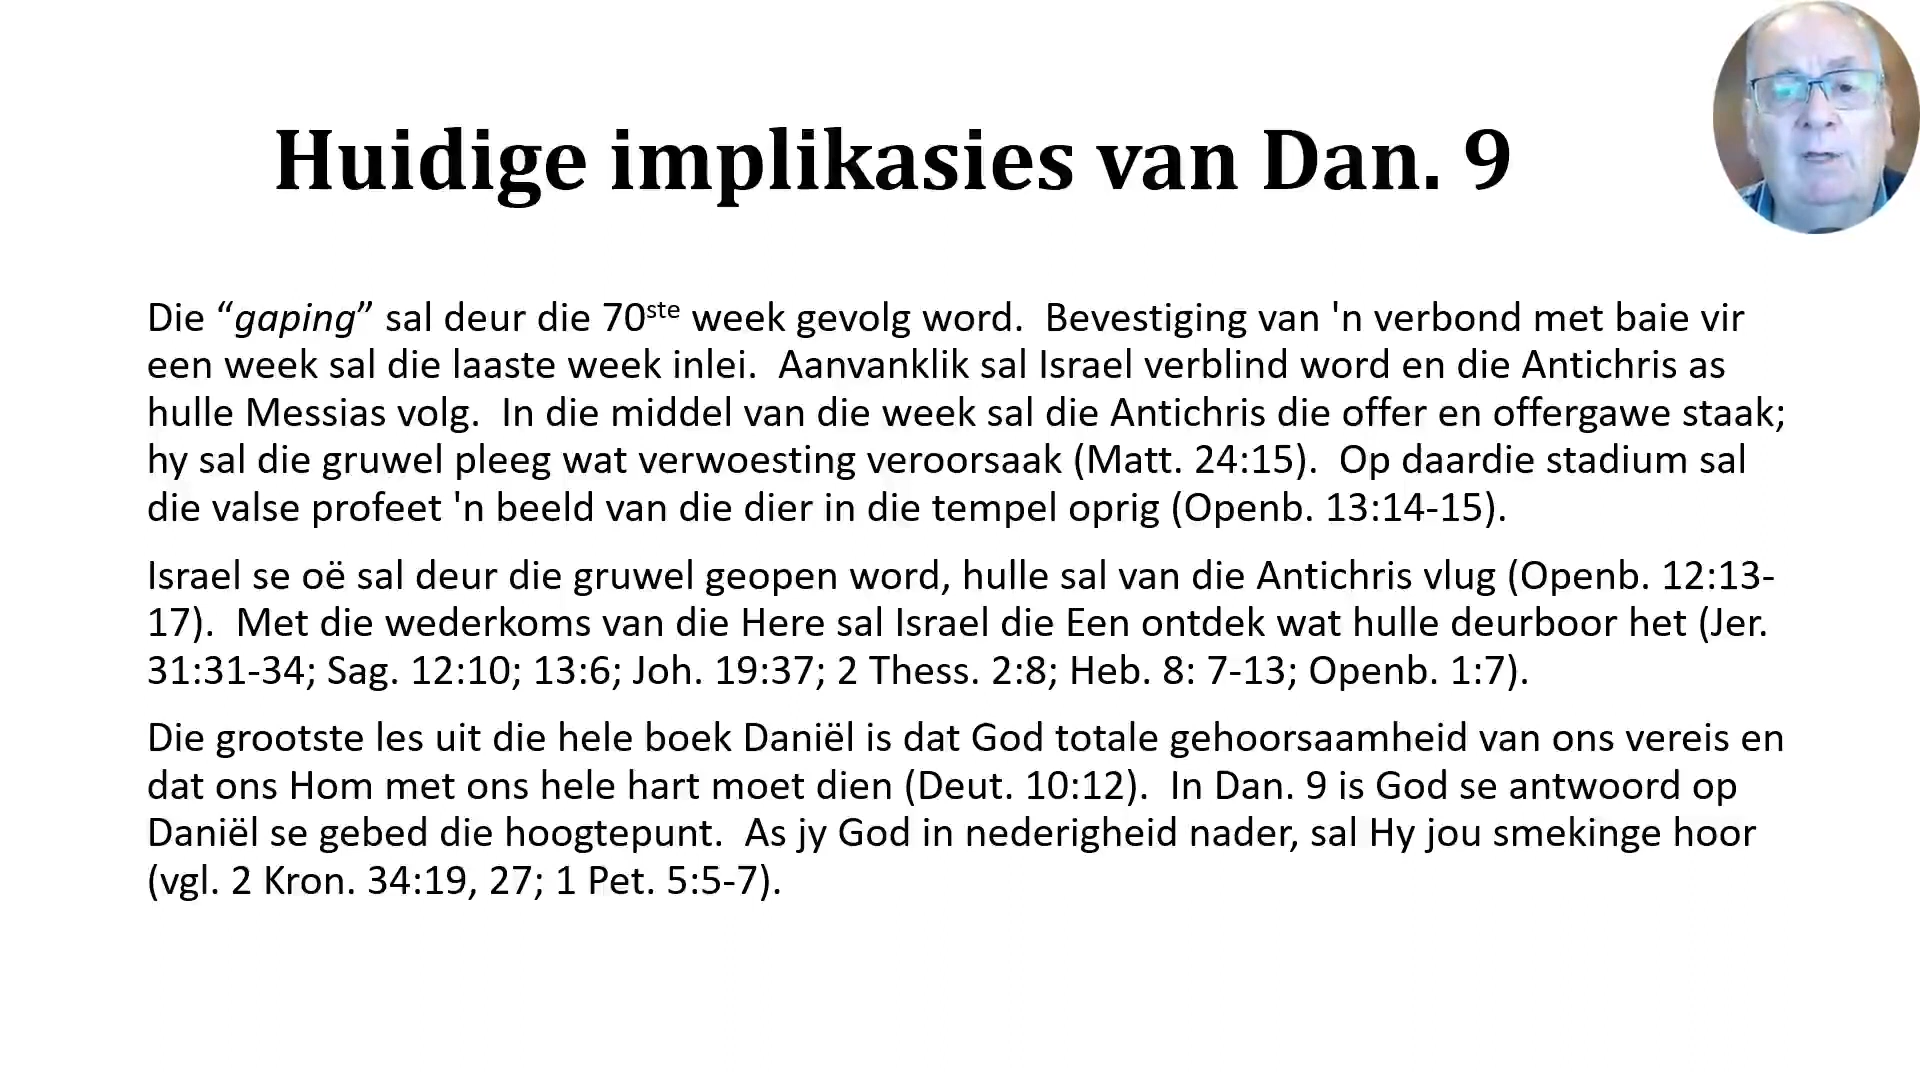 Huidige implikasies van Dan. 9
Die “gaping” sal deur die 70ste week gevolg word.  Bevestiging van 'n verbond met baie vir
een week sal die laaste week inlei.  Aanvanklik sal Israel verblind word en die Antichris as
hulle Messias volg.  In die middel van die week sal die Antichris die offer en offergawe staak;
hy sal die gruwel pleeg wat verwoesting veroorsaak (Matt. 24:15).  Op daardie stadium sal
die valse profeet 'n beeld van die dier in die tempel oprig (Openb. 13:14-15).
Israel se oë sal deur die gruwel geopen word, hulle sal van die Antichris vlug (Openb. 12:13-
17).  Met die wederkoms van die Here sal Israel die Een ontdek wat hulle deurboor het (Jer.
31:31-34; Sag. 12:10; 13:6; Joh. 19:37; 2 Thess. 2:8; Heb. 8: 7-13; Openb. 1:7).
Die grootste les uit die hele boek Daniël is dat God totale gehoorsaamheid van ons vereis en
dat ons Hom met ons hele hart moet dien (Deut. 10:12).  In Dan. 9 is God se antwoord op
Daniël se gebed die hoogtepunt.  As jy God in nederigheid nader, sal Hy jou smekinge hoor
(vgl. 2 Kron. 34:19, 27; 1 Pet. 5:5-7).